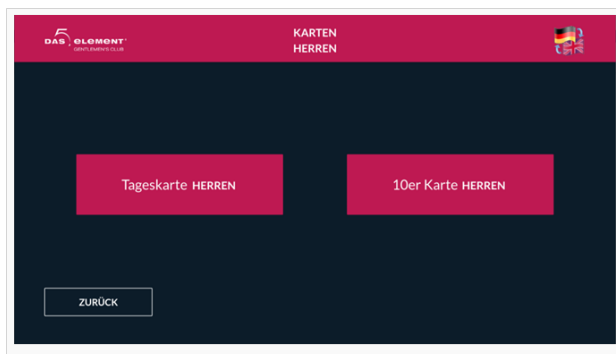 5
DAS ELEMENT
GENTLEMEN'S CLUB
KARTEN
HERREN
Tageskarte HERREN
10er Karte HERREN
ZURÜCK